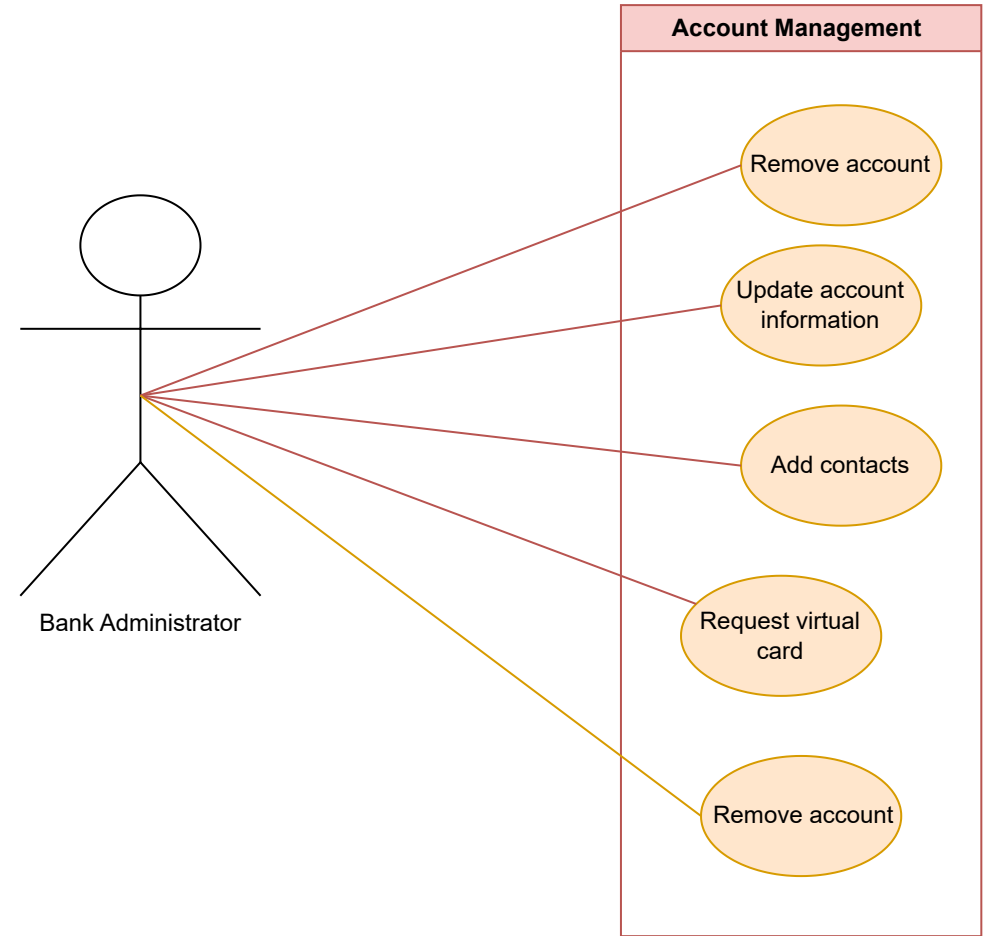 Account Management
Remove account
Update account
information
Add contacts
Request virtual
card
Bank Administrator
Remove account